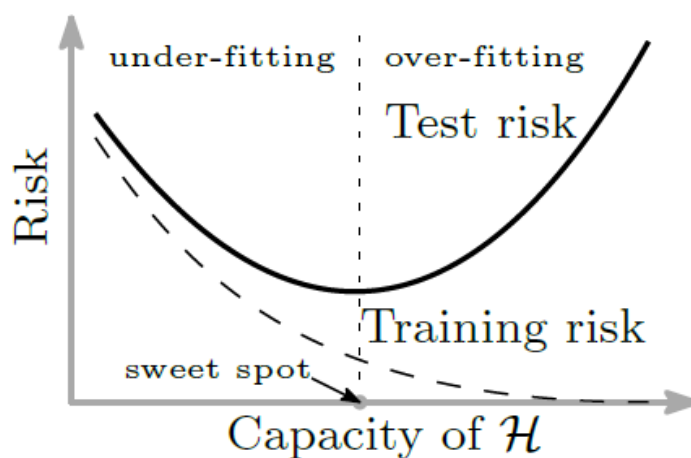 under-fitting
over-fitting
Test risk
Risk
Training risk
sweet spot
Capacity of 𝓗